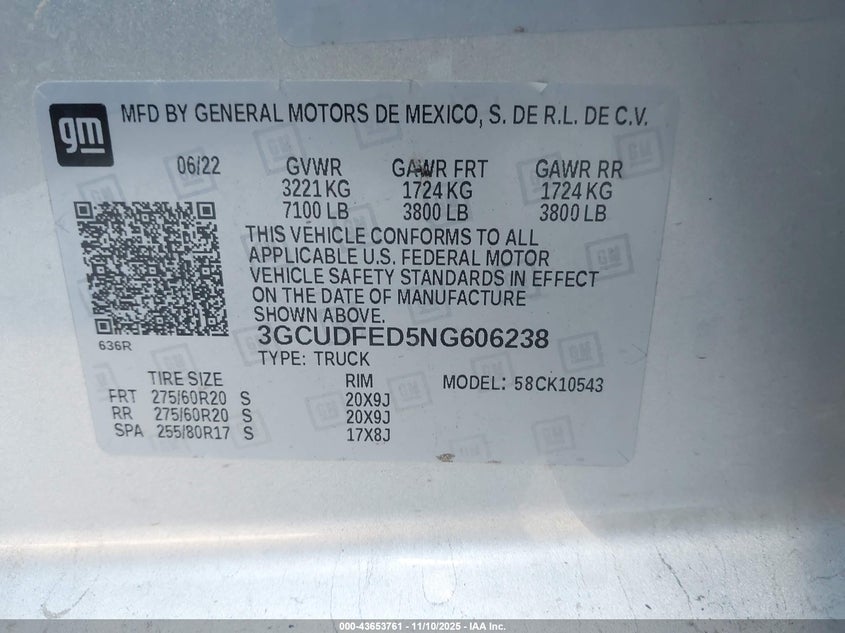 gm
MFD BY GENERAL MOTORS DE MEXICO, S. DE R.L. DE C.V.
06/22 GVWR GAWR FRT GAWR RR
3221 KG 1724 KG 1724 KG
7100 LB 3800 LB 3800 LB
THIS VEHICLE CONFORMS TO ALL
APPLICABLE U.S. FEDERAL MOTOR
VEHICLE SAFETY STANDARDS IN EFFECT
ON THE DATE OF MANUFACTURE
SHOWN ABOVE.
636R
3GCUDFED5NG606238
TYPE: TRUCK
TIRE SIZE RIM MODEL: 58CK10543
FRT 275/60R20 S 20X9J
RR 275/60R20 S 20X9J
SPA 255/80R17 S 17X8J
000-43653761 — 11/10/2025 — IAA Inc.